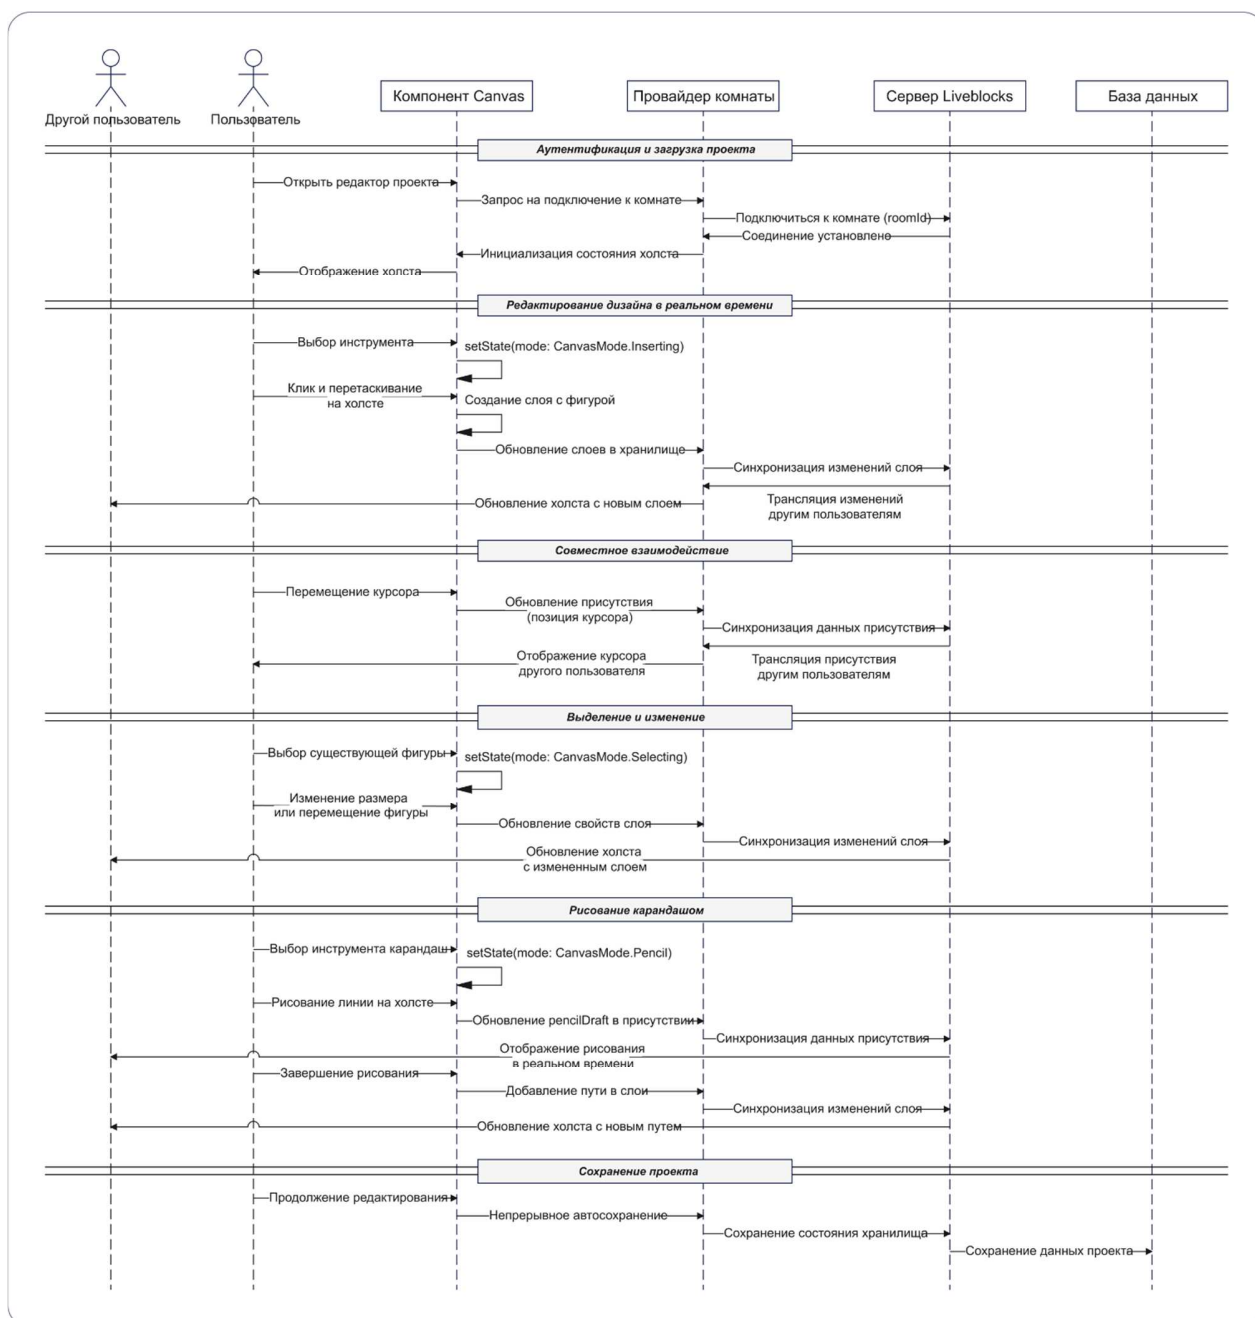 Другой пользователь
Пользователь
Компонент Canvas
Провайдер комнаты
Сервер Liveblocks
База данных
Аутентификация и загрузка проекта
Открыть редактор проекта
Запрос на подключение к комнате
Подключиться к комнате (roomId)
Соединение установлено
Инициализация состояния холста
Отображение холста
Редактирование дизайна в реальном времени
Выбор инструмента
setState(mode: CanvasMode.Inserting)
Клик и перетаскивание
на холсте
Создание слоя с фигурой
Обновление слоев в хранилище
Синхронизация изменений слоя
Трансляция изменений
другим пользователям
Обновление холста с новым слоем
Совместное взаимодействие
Перемещение курсора
Обновление присутствия
(позиция курсора)
Синхронизация данных присутствия
Трансляция присутствия
другим пользователям
Отображение курсора
другого пользователя
Выделение и изменение
Выбор существующей фигуры
setState(mode: CanvasMode.Selecting)
Изменение размера
или перемещение фигуры
Обновление свойств слоя
Синхронизация изменений слоя
Обновление холста
с измененным слоем
Рисование карандашом
Выбор инструмента карандаш
setState(mode: CanvasMode.Pencil)
Рисование линии на холсте
Обновление pencilDraft в присутствии
Синхронизация данных присутствия
Отображение рисования
в реальном времени
Завершение рисования
Добавление пути в слои
Синхронизация изменений слоя
Обновление холста с новым путем
Сохранение проекта
Продолжение редактирования
Непрерывное автосохранение
Сохранение состояния хранилища
Сохранение данных проекта